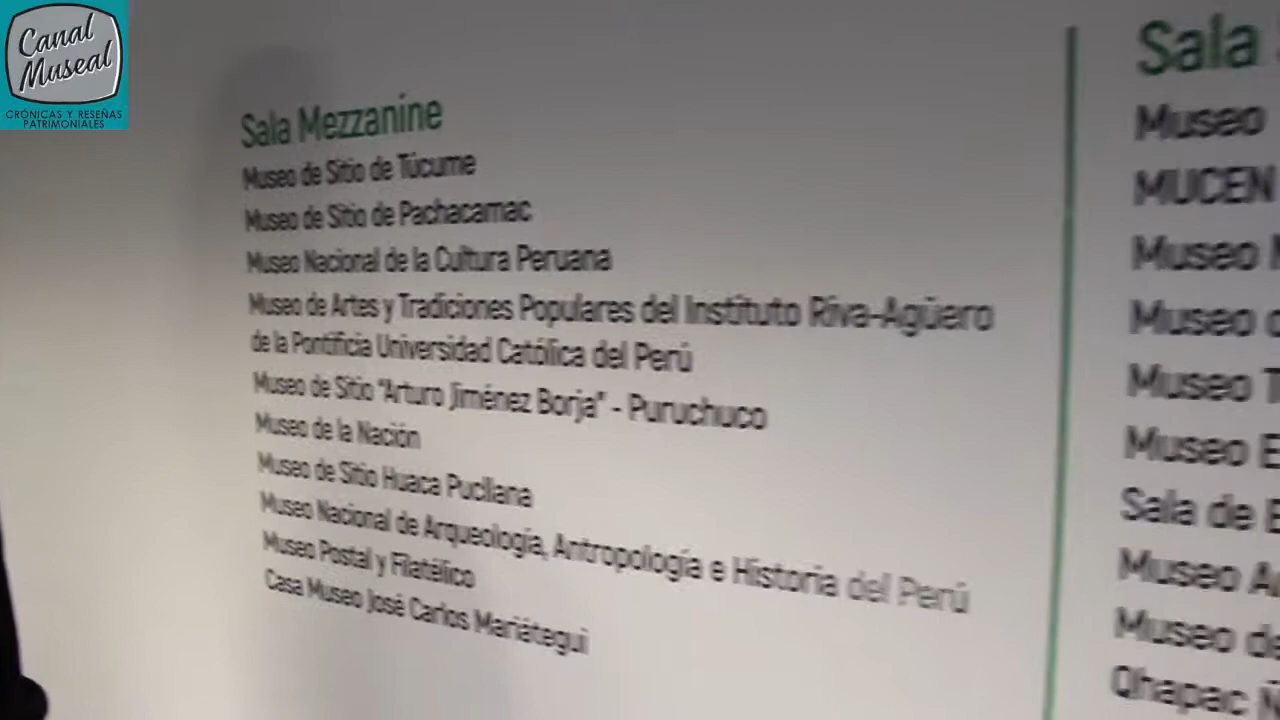 Canal
Museal
CRÓNICAS Y RESEÑAS
PATRIMONIALES
Sala Mezzanine
Museo de Sitio de Túcume
Museo de Sitio de Pachacamac
Museo Nacional de la Cultura Peruana
Museo de Artes y Tradiciones Populares del Instituto Riva-Agüero
de la Pontificia Universidad Católica del Perú
Museo de Sitio "Arturo Jiménez Borja" - Puruchuco
Museo de la Nación
Museo de Sitio Huaca Pucllana
Museo Nacional de Arqueología, Antropología e Historia del Perú
Museo Postal y Filatélico
Casa Museo José Carlos Mariátegui
Sala
Museo
MUCEN
Museo
Museo
Museo
Museo
Sala de
Museo
Museo
Qhapac